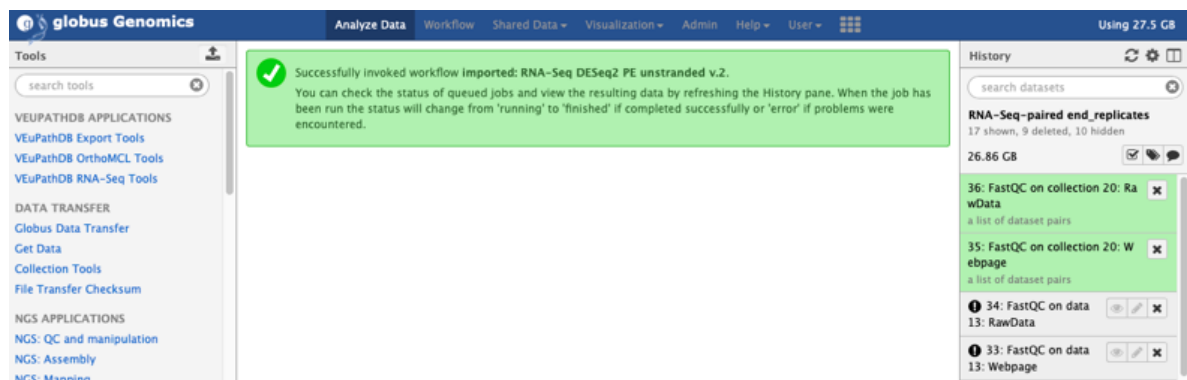 globus Genomics
Analyze Data Workflow Shared Data Visualization Admin Help User Using 27.5 GB
Tools
search tools
VEUPATHDB APPLICATIONS
VEuPathDB Export Tools
VEuPathDB OrthoMCL Tools
VEuPathDB RNA-Seq Tools
DATA TRANSFER
Globus Data Transfer
Get Data
Collection Tools
File Transfer Checksum
NGS APPLICATIONS
NGS: QC and manipulation
NGS: Assembly
NGS: Mapping
Successfully invoked workflow imported: RNA-Seq DESeq2 PE unstranded v.2.
You can check the status of queued jobs and view the resulting data by refreshing the History pane. When the job has
been run the status will change from 'running' to 'finished' if completed successfully or 'error' if problems were
encountered.
History
search datasets
RNA-Seq-paired end_replicates
17 shown, 9 deleted, 10 hidden
26.86 GB
36: FastQC on collection 20: Ra
wData
a list of dataset pairs
35: FastQC on collection 20: W
ebpage
a list of dataset pairs
34: FastQC on data
13: RawData
33: FastQC on data
13: Webpage